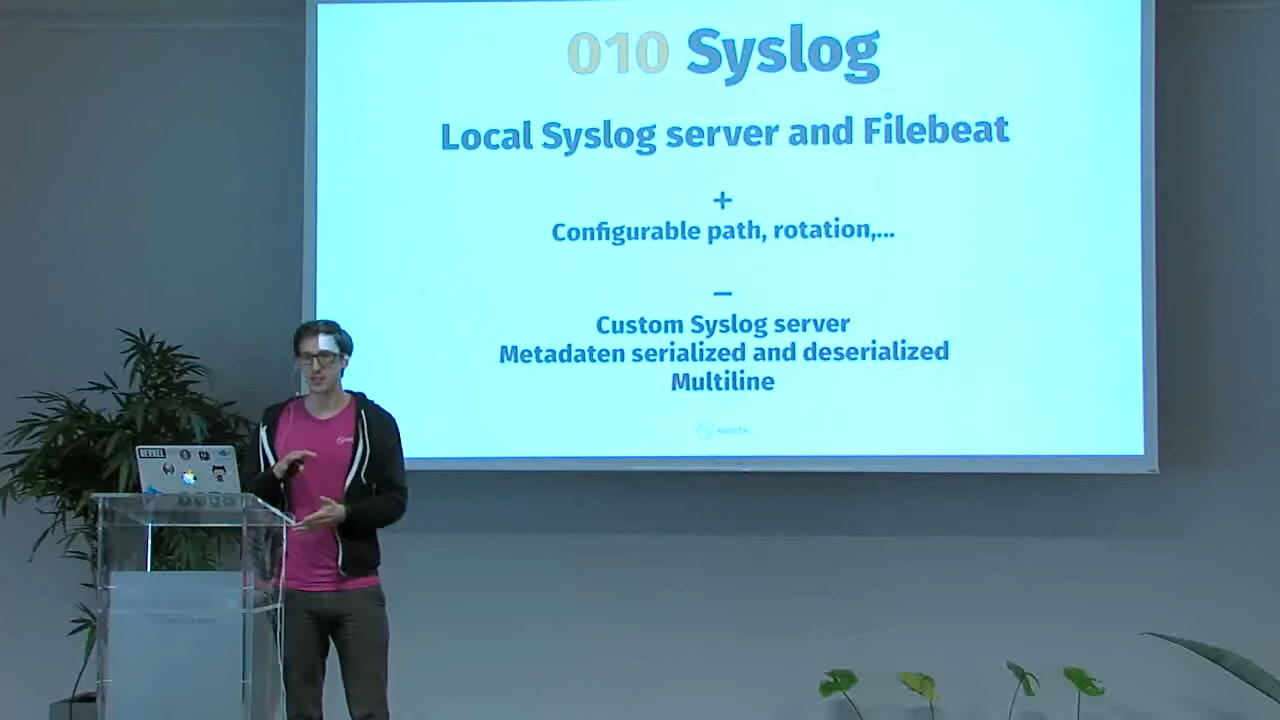 010 Syslog
Local Syslog server and Filebeat
+
Configurable path, rotation,...
–
Custom Syslog server
Metadaten serialized and deserialized
Multiline